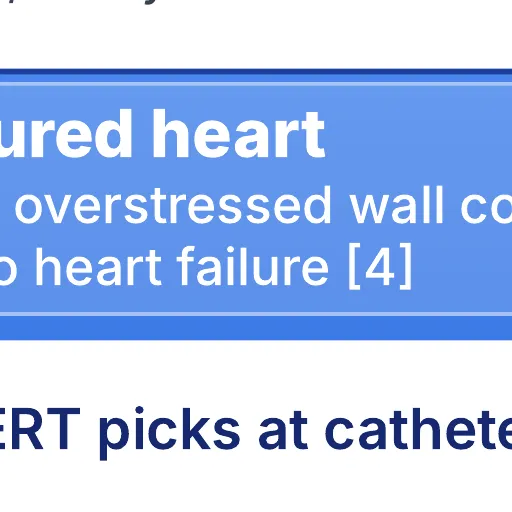 ured heart
overstressed wall co
o heart failure [4]
ERT picks at cathete